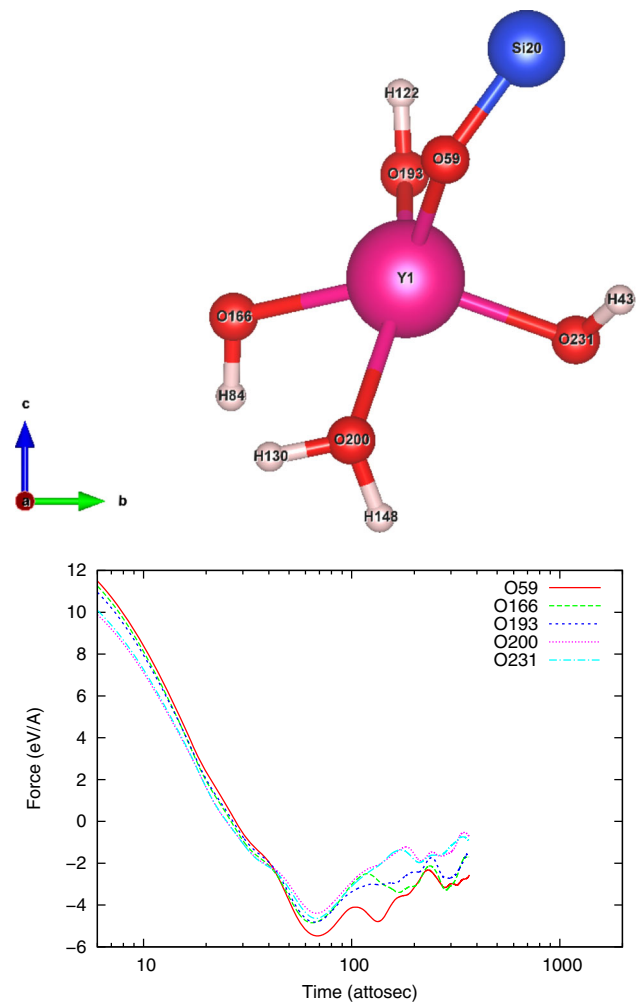 Si20
H122
O59
O193
Y1
H43
O166
O231
H84
c
O200
H130
a
b
H148
12
10
8
6
4
2
0
−2
−4
−6
Force (eV/A)
O59
O166
O193
O200
O231
10
100
1000
Time (attosec)